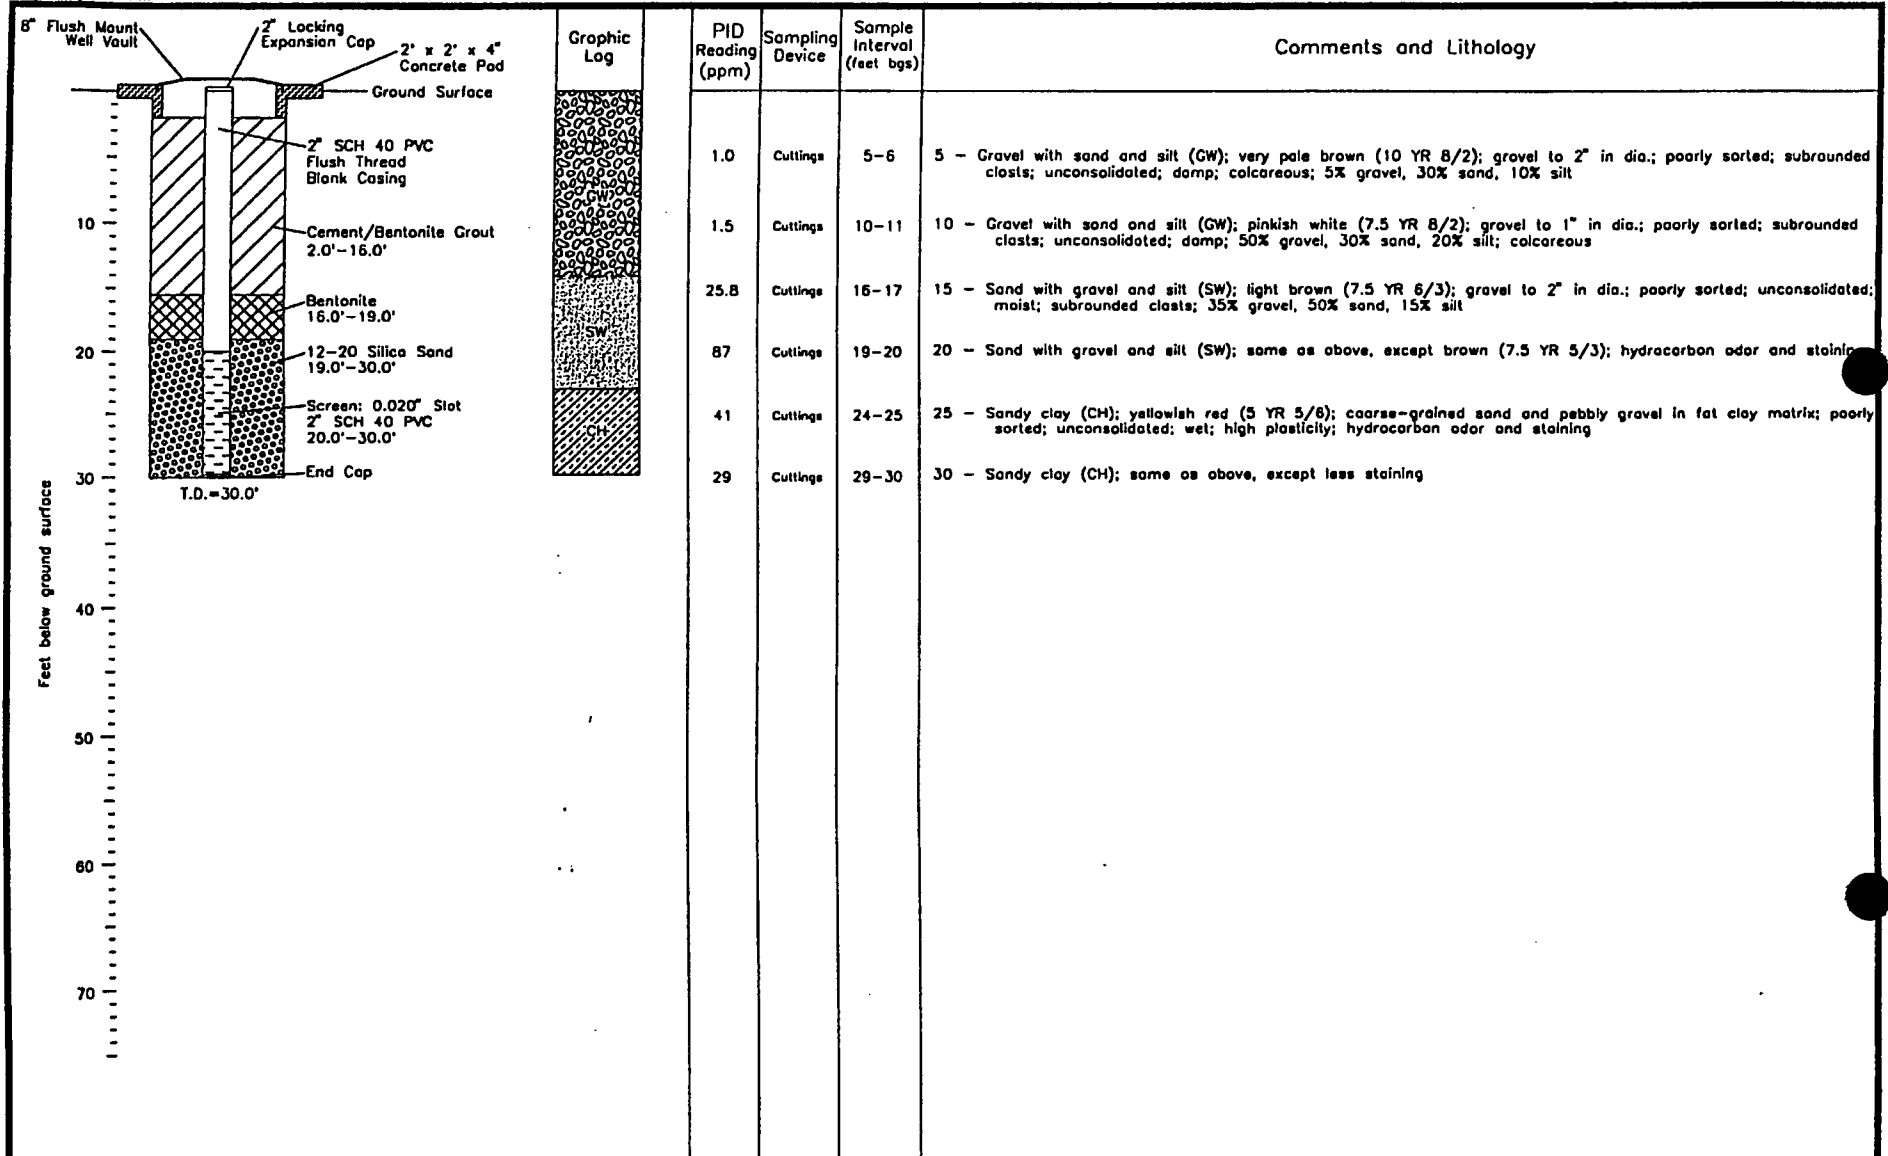 8" Flush Mount
Well Vault
2" Locking
Expansion Cap
2' x 2' x 4"
Concrete Pad
Ground Surface
2" SCH 40 PVC
Flush Thread
Blank Casing
Cement/Bentonite Grout
2.0'-16.0'
Bentonite
16.0'-19.0'
12-20 Silica Sand
19.0'-30.0'
Screen: 0.020" Slot
2" SCH 40 PVC
20.0'-30.0'
End Cap
T.D.=30.0'
Feet below ground surface
10
20
30
40
50
60
70
Graphic
Log
GW
SW
CH
PID
Reading
(ppm)
Sampling
Device
Sample
Interval
(feet bgs)
Comments and Lithology
1.0 Cuttings 5-6 5 - Gravel with sand and silt (GW); very pale brown (10 YR 8/2); gravel to 2" in dia.; poorly sorted; subrounded
clasts; unconsolidated; damp; calcareous; 5% gravel, 30% sand, 10% silt
1.5 Cuttings 10-11 10 - Gravel with sand and silt (GW); pinkish white (7.5 YR 8/2); gravel to 1" in dia.; poorly sorted; subrounded
clasts; unconsolidated; damp; 50% gravel, 30% sand, 20% silt; calcareous
25.8 Cuttings 16-17 15 - Sand with gravel and silt (SW); light brown (7.5 YR 6/3); gravel to 2" in dia.; poorly sorted; unconsolidated;
moist; subrounded clasts; 35% gravel, 50% sand, 15% silt
87 Cuttings 19-20 20 - Sand with gravel and silt (SW); same as above, except brown (7.5 YR 5/3); hydrocarbon odor and
41 Cuttings 24-25 25 - Sandy clay (CH); yellowish red (5 YR 5/6); coarse-grained sand and pebbly gravel in fat clay matrix; poorly
sorted; unconsolidated; wet; high plasticity; hydrocarbon odor and staining
29 Cuttings 29-30 30 - Sandy clay (CH); same as above, except less staining